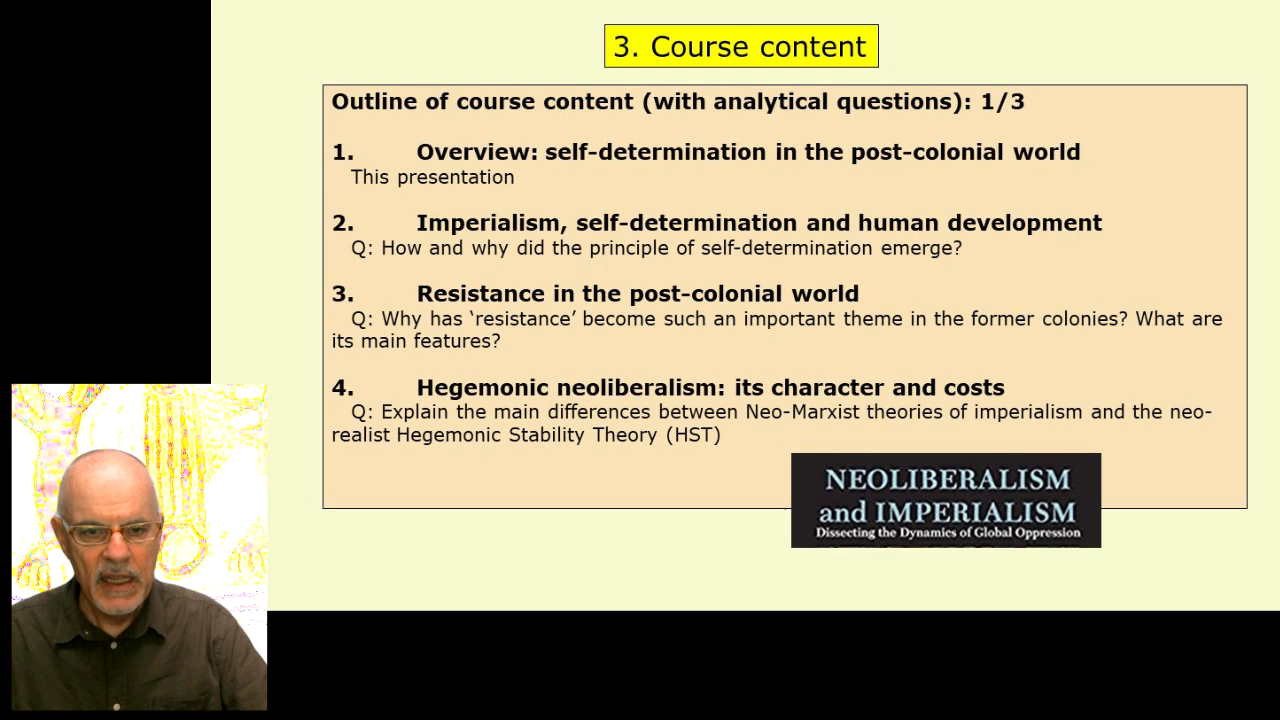 3. Course content
Outline of course content (with analytical questions): 1/3
1. Overview: self-determination in the post-colonial world
This presentation
2. Imperialism, self-determination and human development
Q: How and why did the principle of self-determination emerge?
3. Resistance in the post-colonial world
Q: Why has ‘resistance’ become such an important theme in the former colonies? What are
its main features?
4. Hegemonic neoliberalism: its character and costs
Q: Explain the main differences between Neo-Marxist theories of imperialism and the neo-
realist Hegemonic Stability Theory (HST)
NEOLIBERALISM
and IMPERIALISM
Dissecting the Dynamics of Global Oppression